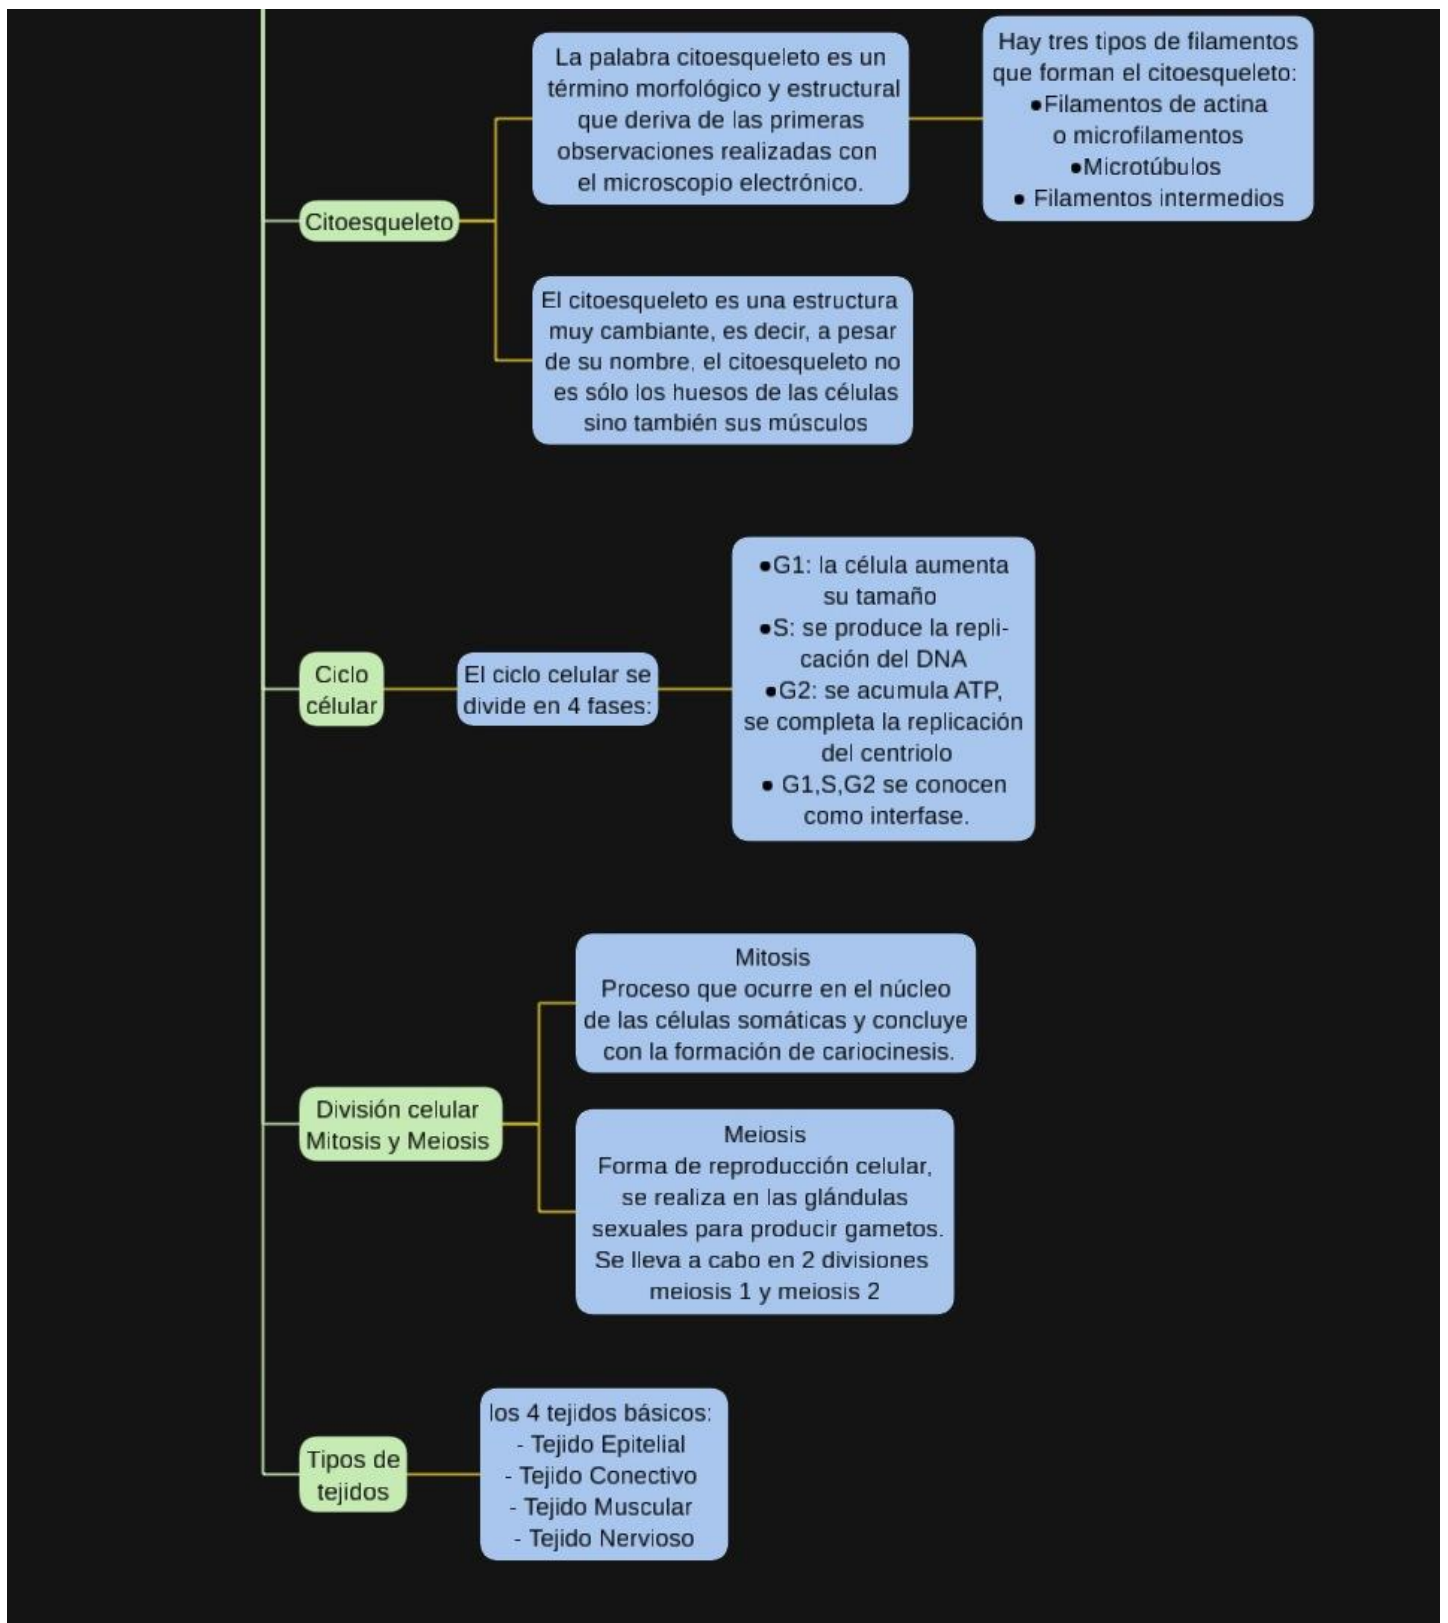 Citoesqueleto
La palabra citoesqueleto es un
término morfológico y estructural
que deriva de las primeras
observaciones realizadas con
el microscopio electrónico.
Hay tres tipos de filamentos
que forman el citoesqueleto:
●Filamentos de actina
o microfilamentos
●Microtúbulos
● Filamentos intermedios
El citoesqueleto es una estructura
muy cambiante, es decir, a pesar
de su nombre, el citoesqueleto no
es sólo los huesos de las células
sino también sus músculos
Ciclo
célular
El ciclo celular se
divide en 4 fases:
●G1: la célula aumenta
su tamaño
●S: se produce la repli-
cación del DNA
●G2: se acumula ATP,
se completa la replicación
del centriolo
● G1,S,G2 se conocen
como interfase.
División celular
Mitosis y Meiosis
Mitosis
Proceso que ocurre en el núcleo
de las células somáticas y concluye
con la formación de cariocinesis.
Meiosis
Forma de reproducción celular,
se realiza en las glándulas
sexuales para producir gametos.
Se lleva a cabo en 2 divisiones
meiosis 1 y meiosis 2
Tipos de
tejidos
los 4 tejidos básicos:
- Tejido Epitelial
- Tejido Conectivo
- Tejido Muscular
- Tejido Nervioso